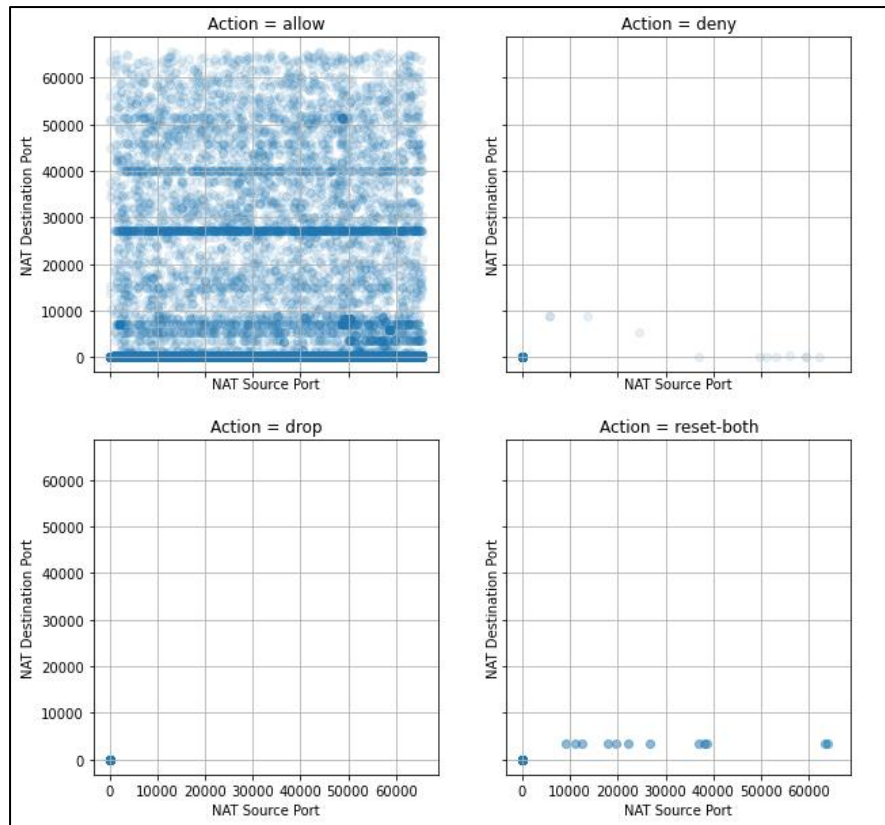 Action = allow
Action = deny
NAT Destination Port
60000
50000
40000
30000
20000
10000
0
NAT Source Port
NAT Destination Port
NAT Source Port
Action = drop
Action = reset-both
NAT Destination Port
60000
50000
40000
30000
20000
10000
0
0 10000 20000 30000 40000 50000 60000
NAT Source Port
NAT Destination Port
0 10000 20000 30000 40000 50000 60000
NAT Source Port